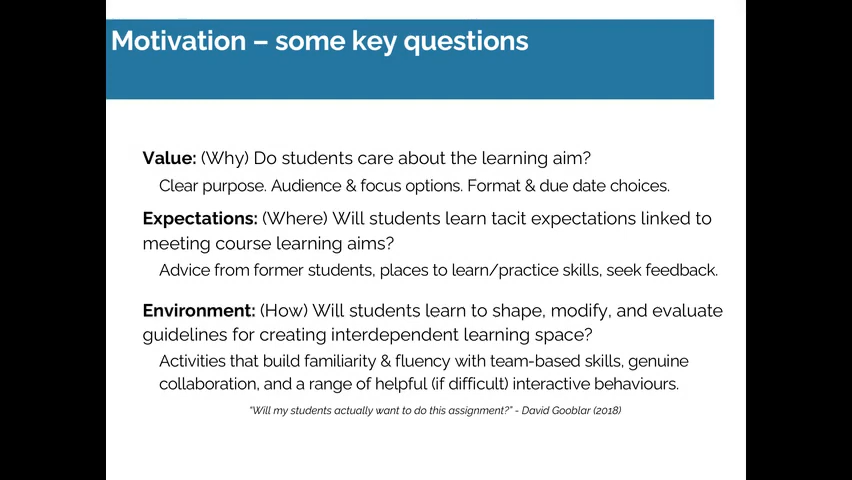 Motivation – some key questions
Value: (Why) Do students care about the learning aim?
Clear purpose. Audience & focus options. Format & due date choices.
Expectations: (Where) Will students learn tacit expectations linked to
meeting course learning aims?
Advice from former students, places to learn/practice skills, seek feedback.
Environment: (How) Will students learn to shape, modify, and evaluate
guidelines for creating interdependent learning space?
Activities that build familiarity & fluency with team-based skills, genuine
collaboration, and a range of helpful (if difficult) interactive behaviours.
"Will my students actually want to do this assignment?" - David Gooblar (2018)